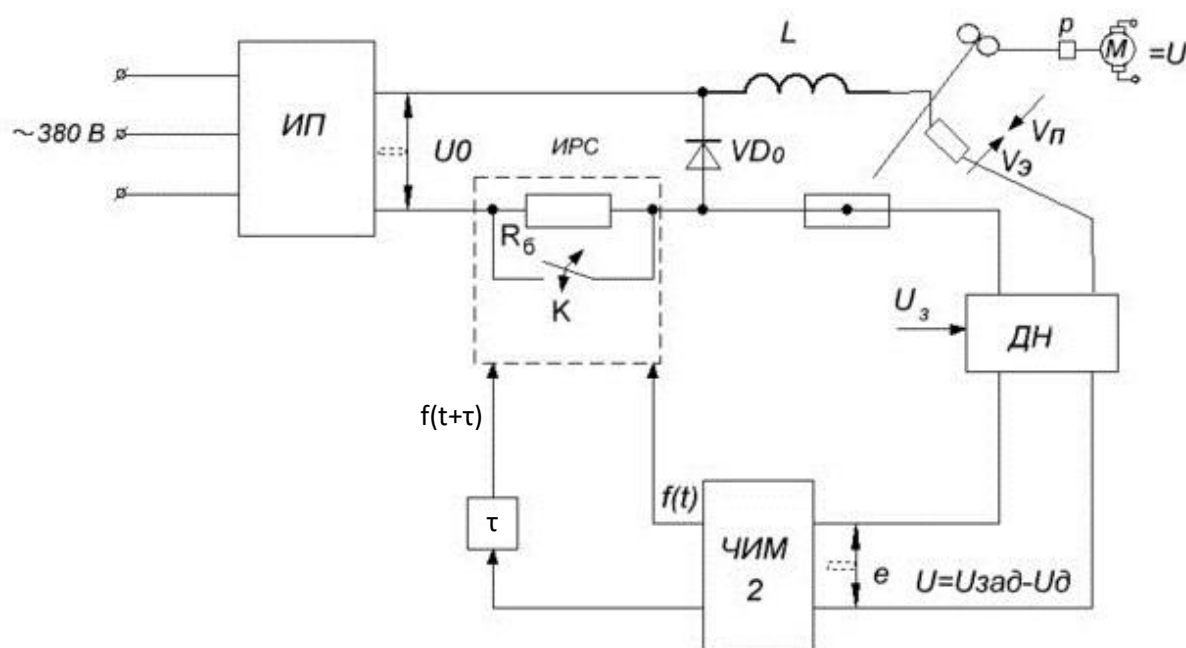 L
p
M
=U
~380 В
ИП
U0
ИРС
VD₀
Vп
Vэ
Rб
K
Uз
ДН
f(t+τ)
f(t)
τ
ЧИМ
2
e
U=Uзад-Uд